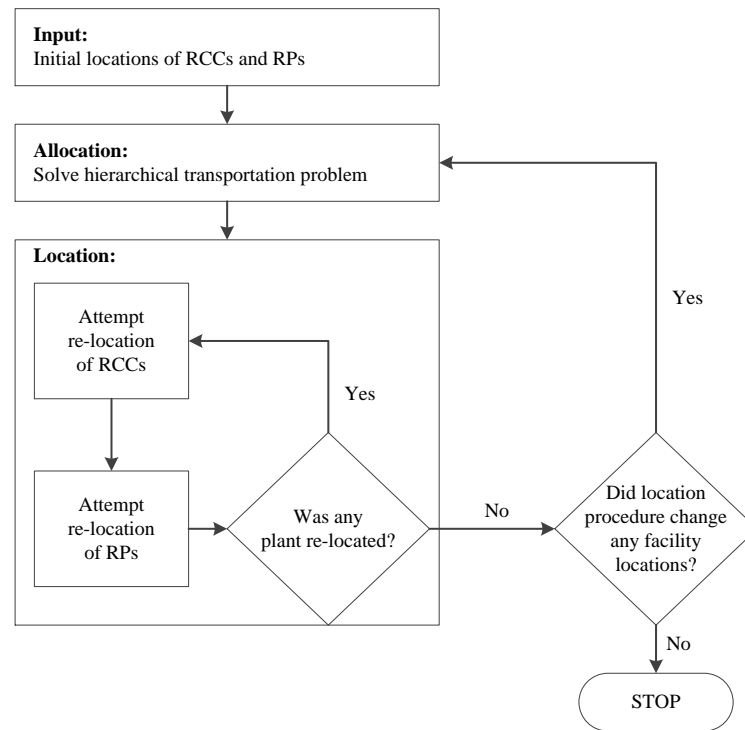 Input:
Initial locations of RCCs and RPs
Allocation:
Solve hierarchical transportation problem
Location:
Attempt
re-location
of RCCs
Yes
Attempt
re-location
of RPs
Was any
plant re-located?
No
Yes
Did location
procedure change
any facility
locations?
No
STOP